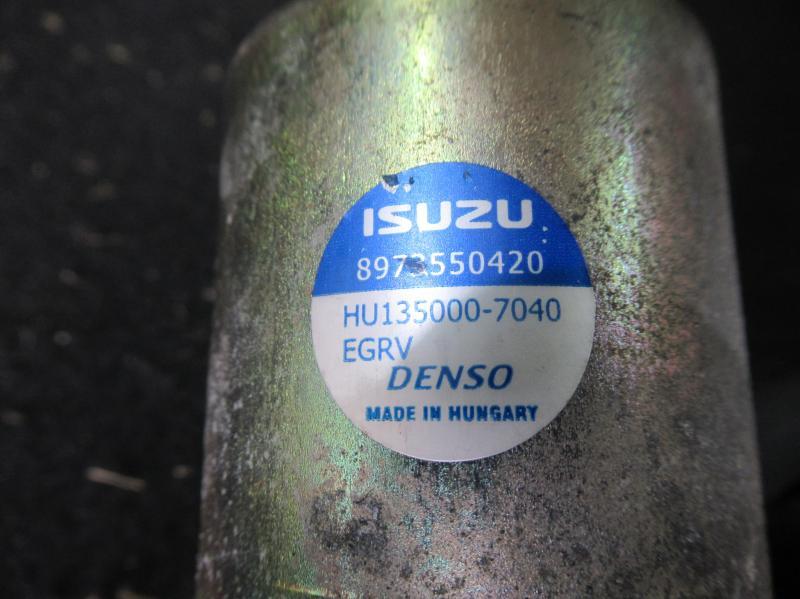 ISUZU
8973550420
HU135000-7040
EGRV
DENSO
MADE IN HUNGARY